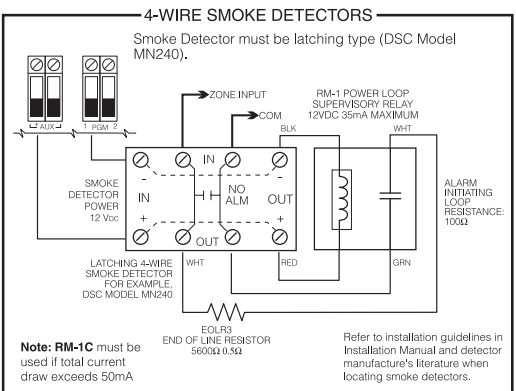 4-WIRE SMOKE DETECTORS
Smoke Detector must be latching type (DSC Model
MN240).
ZONE INPUT
COM
RM-1 POWER LOOP
SUPERVISORY RELAY
12VDC 35mA MAXIMUM
BLK
WHT
+ AUX -
1 PGM 2
SMOKE
DETECTOR
POWER
12 VDC
IN
- -
IN
NO
ALM
OUT
+ +
OUT
ALARM
INITIATING
LOOP
RESISTANCE:
100Ω
LATCHING 4-WIRE
SMOKE DETECTOR
FOR EXAMPLE,
DSC MODEL MN240
WHT
RED
GRN
EOLR3
END OF LINE RESISTOR
5600Ω 0.5Ω
Note: RM-1C must be
used if total current
draw exceeds 50mA
Refer to installation guidelines in
Installation Manual and detector
manufacture's literature when
locating smoke detectors.